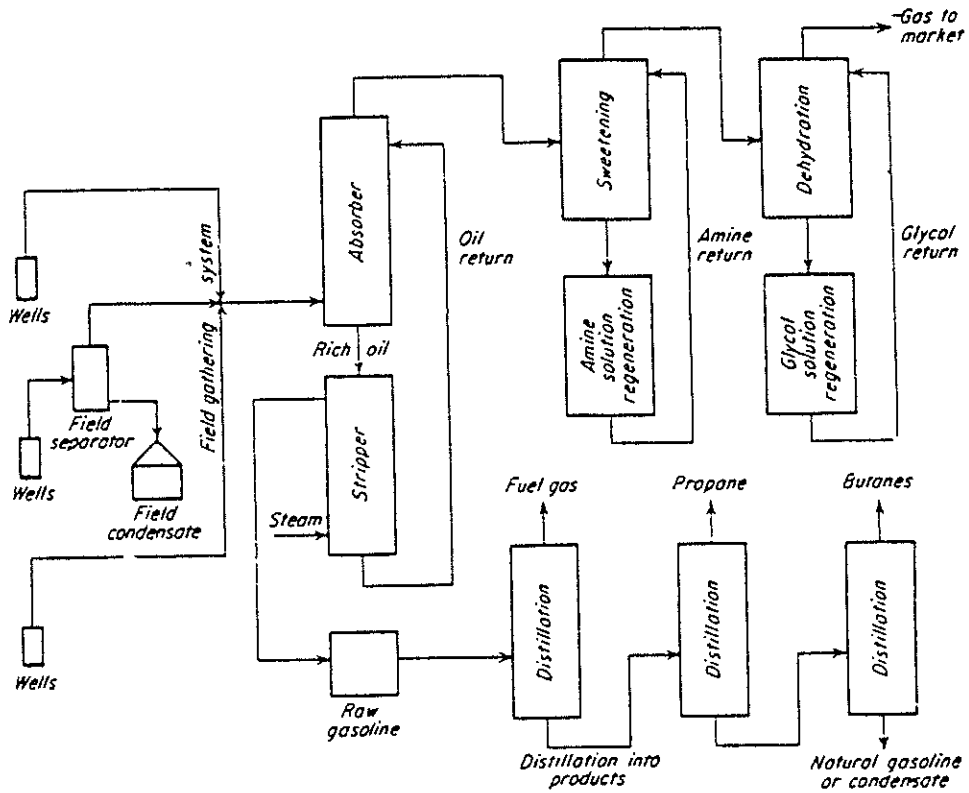 Gas to
market
Sweetening
Dehydration
Absorber
Oil
return
Amine
return
Glycol
return
Field gathering system
Wells
Rich oil
Amine
solution
regeneration
Glycol
solution
regeneration
Field
separator
Wells
Field
condensate
Stripper
Steam
Fuel gas
Propane
Butanes
Distillation
Distillation
Distillation
Wells
Raw
gasoline
Distillation into
products
Natural gasoline
or condensate